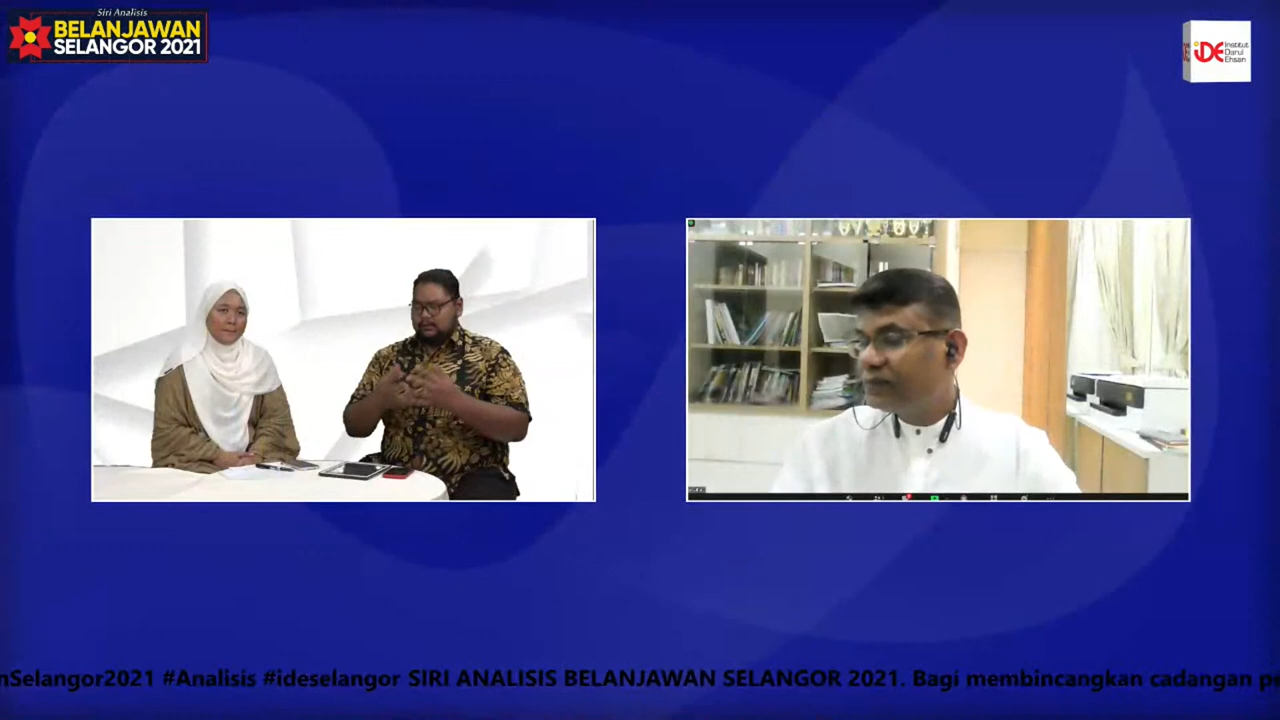 Siri Analisis
BELANJAWAN
SELANGOR 2021
iDE
Institut
Darul
Ehsan
nSelangor2021 #Analisis #ideselangor SIRI ANALISIS BELANJAWAN SELANGOR 2021. Bagi membincangkan cadangan pe